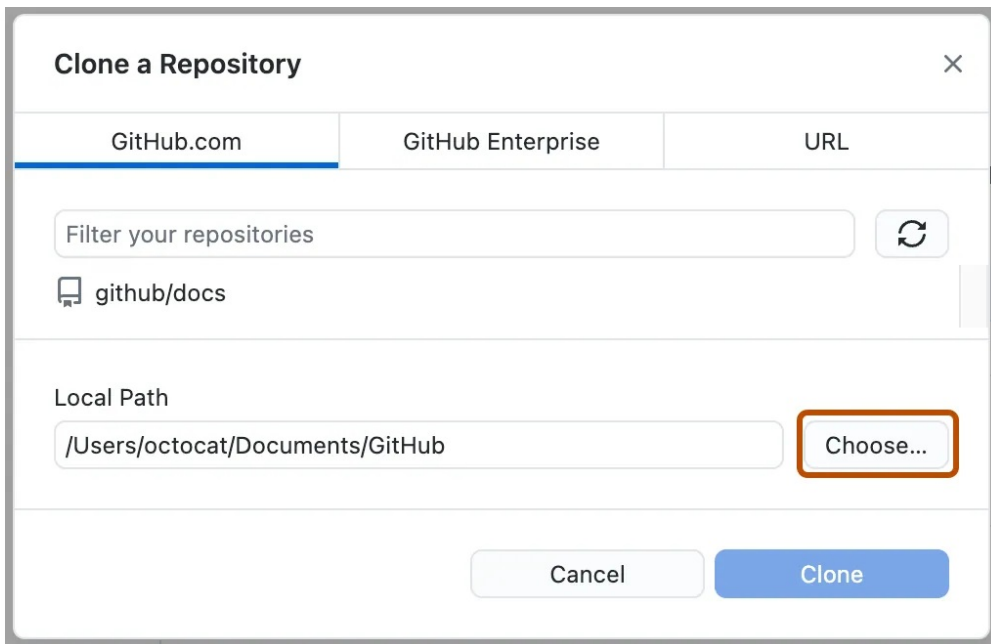 Clone a Repository
GitHub.com GitHub Enterprise URL
Filter your repositories
github/docs
Local Path
/Users/octocat/Documents/GitHub Choose...
Cancel Clone